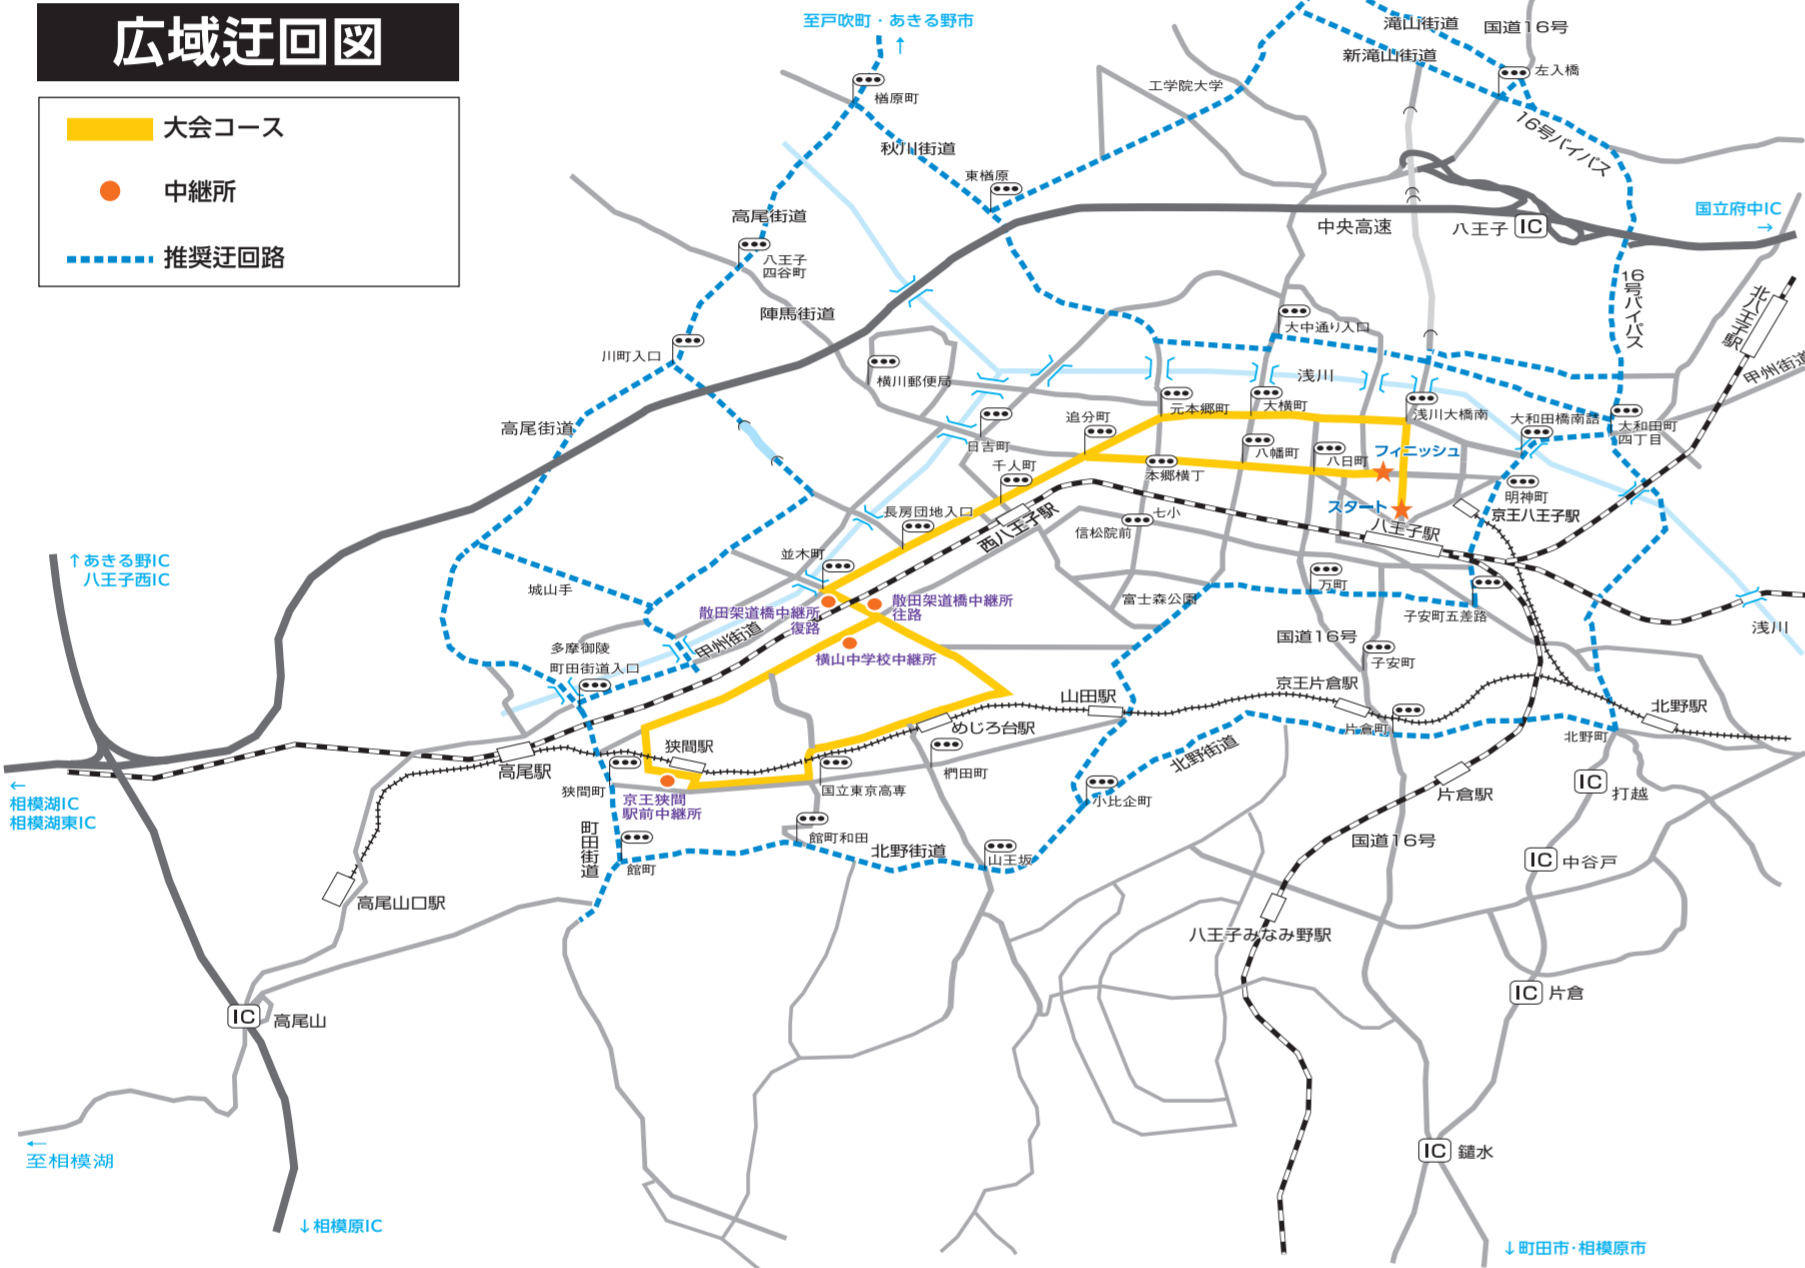 広域迂回図
大会コース
中継所
推奨迂回路
至戸吹町・あきる野市
↑
楢原町
秋川街道
東楢原
高尾街道
八王子
四谷町
陣馬街道
川町入口
横川郵便局
高尾街道
日吉町
工学院大学
滝山街道
国道16号
新滝山街道
左入橋
16号バイパス
中央高速
八王子
IC
国立府中IC
→
16号バイパス
北八王子駅
甲州街道
大中通り入口
浅川
追分町
元本郷町
大横町
浅川大橋南
大和田橋南詰
大和田町
四丁目
フィニッシュ
八幡町
八日町
本郷横丁
千人町
明神町
京王八王子駅
スタート
八王子駅
七小
信松院前
西八王子駅
長房団地入口
並木町
↑あきる野IC
八王子西IC
城山手
散田架道橋中継所
復路
散田架道橋中継所
往路
甲州街道
横山中学校中継所
多摩御陵
町田街道入口
富士森公園
万町
子安町五差路
浅川
国道16号
子安町
山田駅
京王片倉駅
片倉町
北野駅
北野町
めじろ台駅
狭間駅
高尾駅
狭間町
京王狭間
駅前中継所
国立東京高専
椚田町
北野街道
小比企町
片倉駅
国道16号
IC
打越
IC
中谷戸
←
相模湖IC
相模湖東IC
町田街道
館町
館町和田
北野街道
山王坂
高尾山口駅
八王子みなみ野駅
IC
片倉
IC
高尾山
←
至相模湖
↓相模原IC
IC
鑓水
↓町田市・相模原市